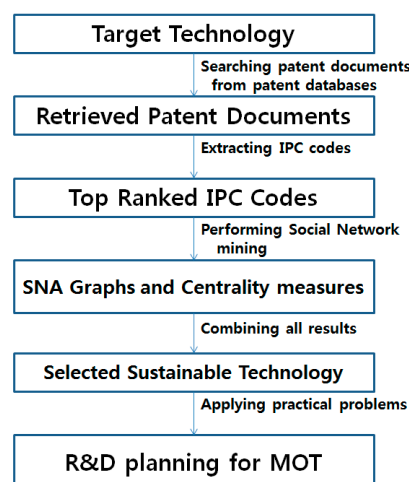 Target Technology
Searching patent documents
from patent databases
Retrieved Patent Documents
Extracting IPC codes
Top Ranked IPC Codes
Performing Social Network
mining
SNA Graphs and Centrality measures
Combining all results
Selected Sustainable Technology
Applying practical problems
R&D planning for MOT